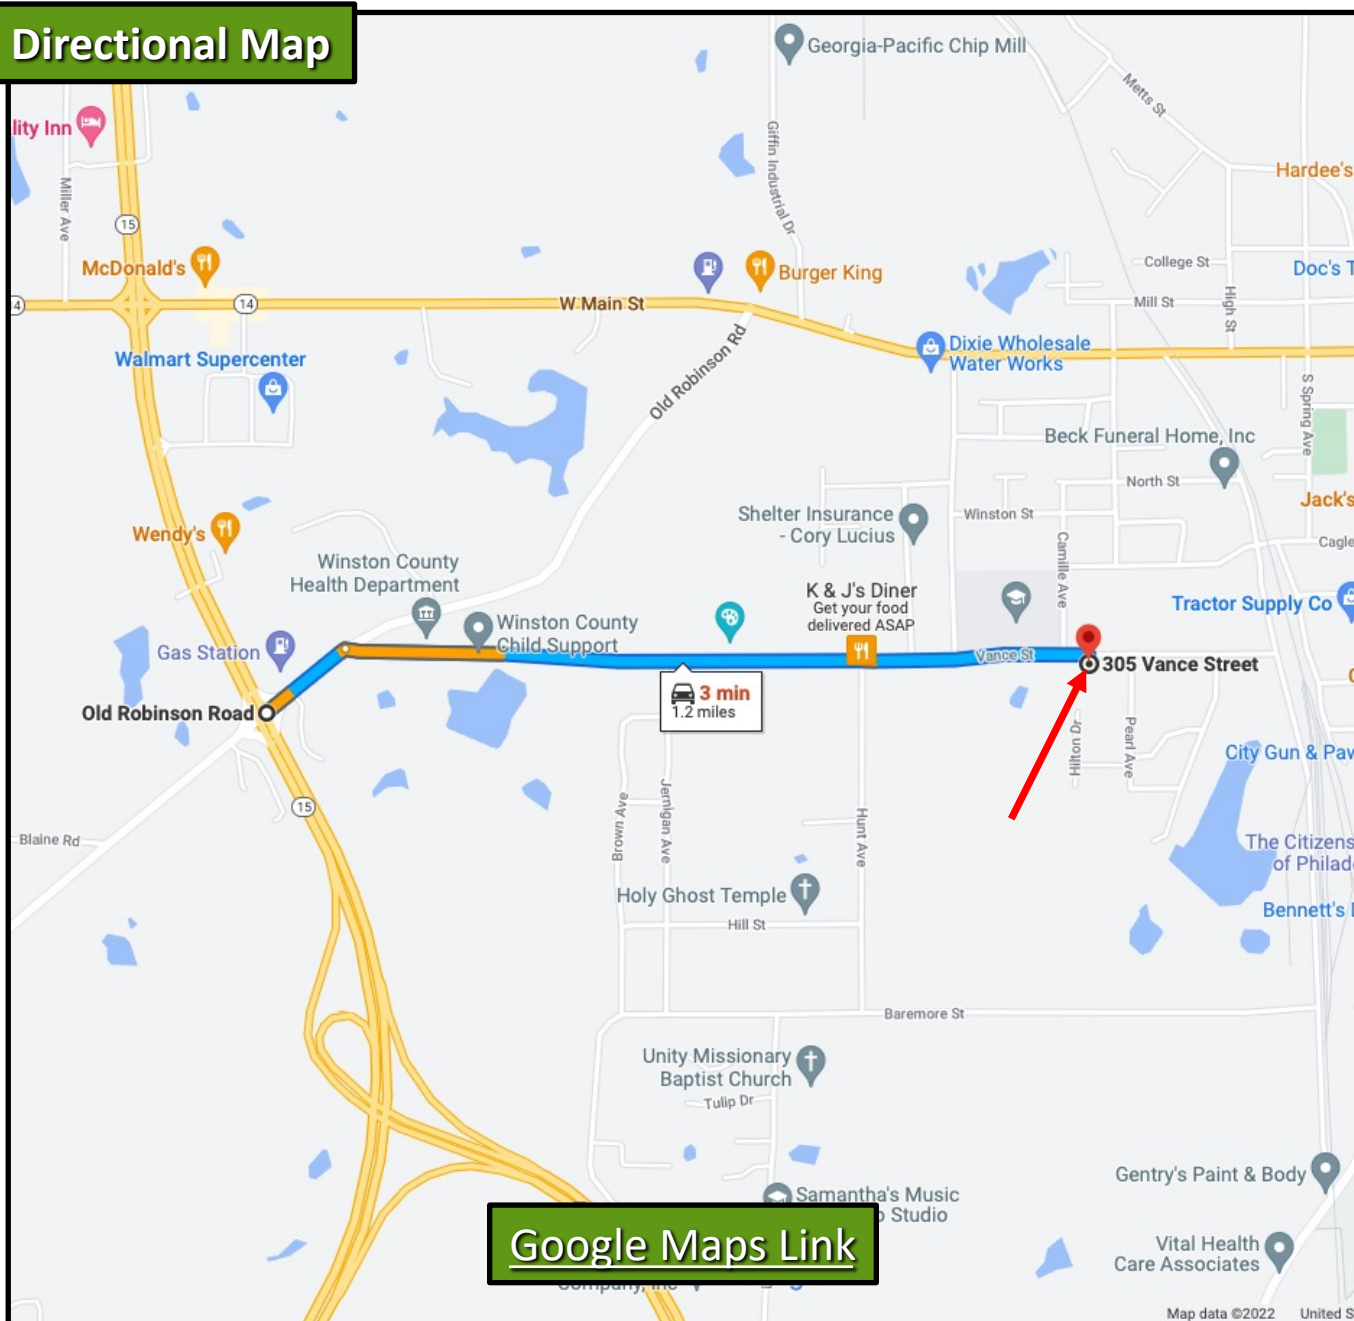 Directional Map
Georgia-Pacific Chip Mill
Metts St
lity Inn
Miller Ave
Giffin Industrial Dr
Hardee's
15
McDonald's
Burger King
College St
Doc's T
4
14
W Main St
Mill St
High St
Walmart Supercenter
Dixie Wholesale
Water Works
Old Robinson Rd
S Spring Ave
Beck Funeral Home, Inc
North St
Jack's
Shelter Insurance
- Cory Lucius
Winston St
Wendy's
Camille Ave
Cagle
Winston County
Health Department
K & J's Diner
Get your food
delivered ASAP
Tractor Supply Co
Winston County
Child Support
Gas Station
Vance St
305 Vance Street
3 min
1.2 miles
Old Robinson Road
Hilton Dr
Pearl Ave
City Gun & Paw
15
Brown Ave
Jernigan Ave
Hunt Ave
Blaine Rd
The Citizens
of Philad
Holy Ghost Temple
Hill St
Bennett's
Baremore St
Unity Missionary
Baptist Church
Tulip Dr
Samantha's Music
Studio
Gentry's Paint & Body
Google Maps Link
Vital Health
Care Associates
Company, Inc
Map data ©2022 United S